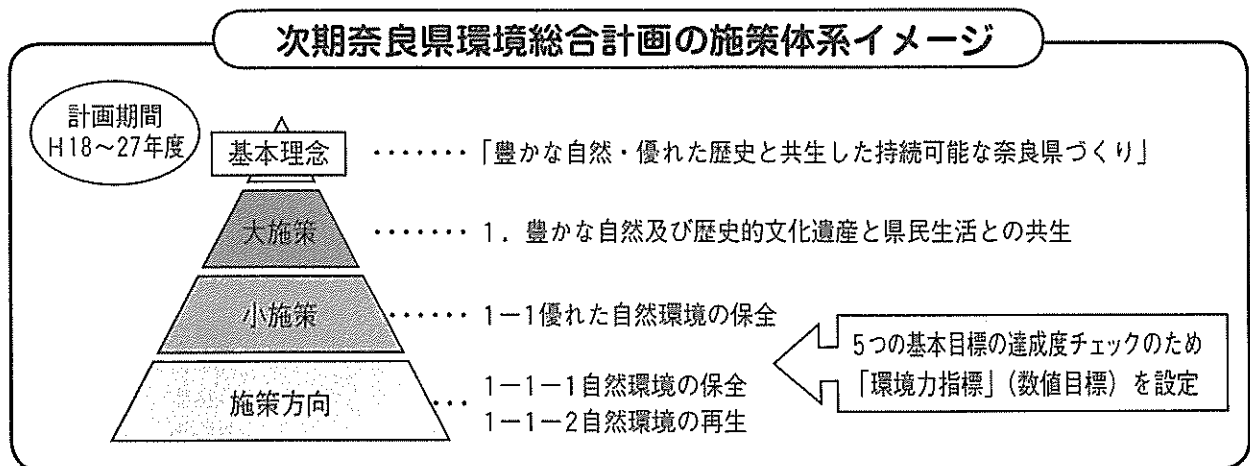 次期奈良県環境総合計画の施策体系イメージ
計画期間
H18～27年度
基本理念 ‥‥‥‥「豊かな自然・優れた歴史と共生した持続可能な奈良県づくり」
大施策 ‥‥‥‥ 1．豊かな自然及び歴史的文化遺産と県民生活との共生
小施策 ‥‥‥ 1－1優れた自然環境の保全
施策方向 ‥‥ 1－1－1自然環境の保全
1－1－2自然環境の再生
5つの基本目標の達成度チェックのため
「環境力指標」（数値目標）を設定